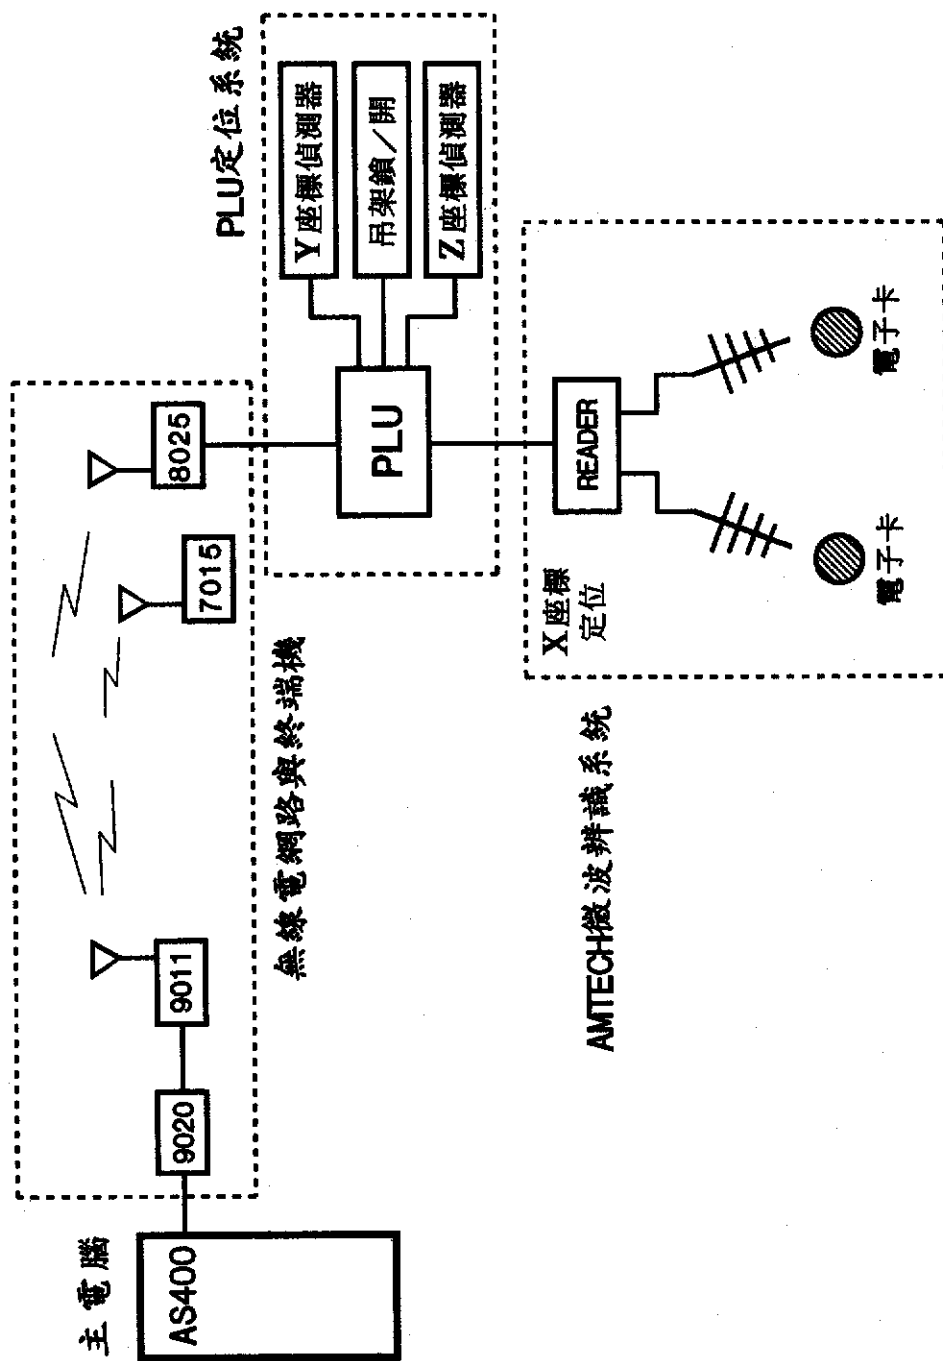 主電腦
AS400
9020
9011
7015
8025
無線電網路與終端機
PLU定位系統
PLU
Y座標偵測器
吊架鎖／開
Z座標偵測器
AMTECH微波辨識系統
X座標
定位
READER
電子卡
電子卡